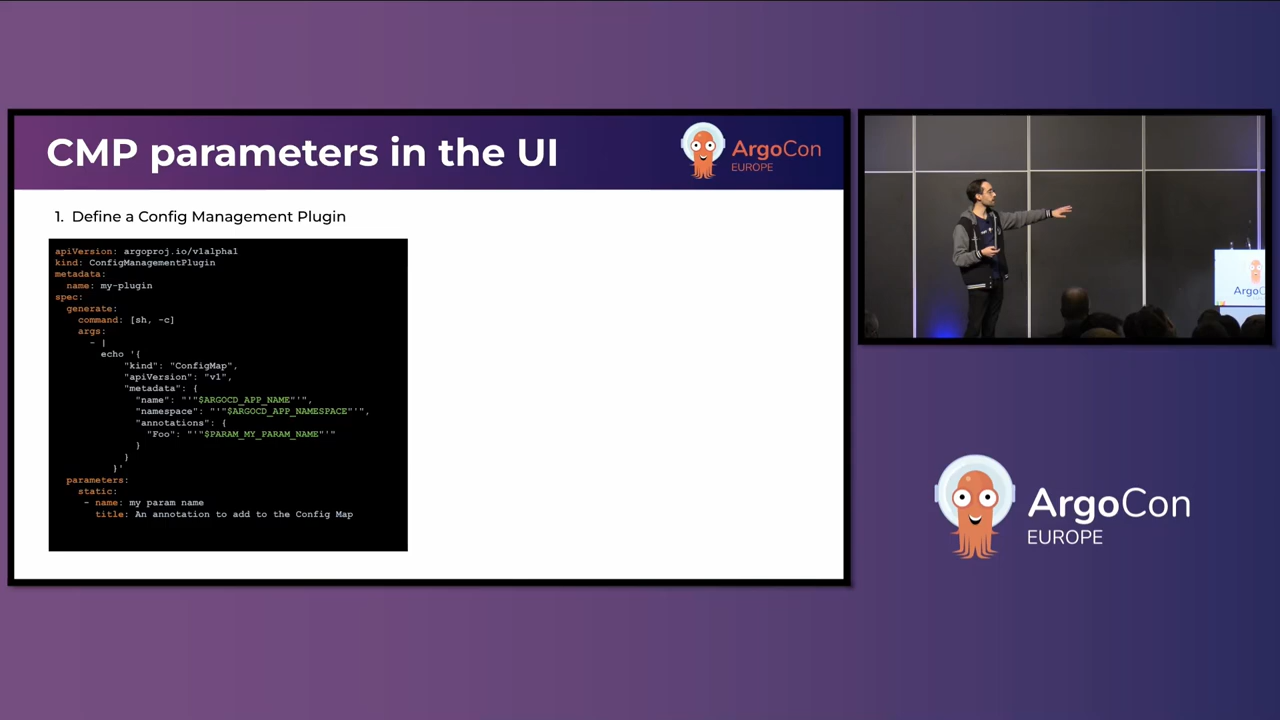 CMP parameters in the UI
ArgoCon
EUROPE
1. Define a Config Management Plugin
apiVersion: argoproj.io/v1alpha1
kind: ConfigManagementPlugin
metadata:
  name: my-plugin
spec:
  generate:
    command: [sh, -c]
    args:
      - |
        echo '{
            "kind": "ConfigMap",
            "apiVersion": "v1",
            "metadata": {
              "name": "'"$ARGOCD_APP_NAME"'",
              "namespace": "'"$ARGOCD_APP_NAMESPACE"'",
              "annotations": {
                "Foo": "'"$PARAM_MY_PARAM_NAME"'"
              }
            }
          }'
  parameters:
    static:
     - name: my param name
       title: An annotation to add to the Config Map
ArgoCon
EUROPE